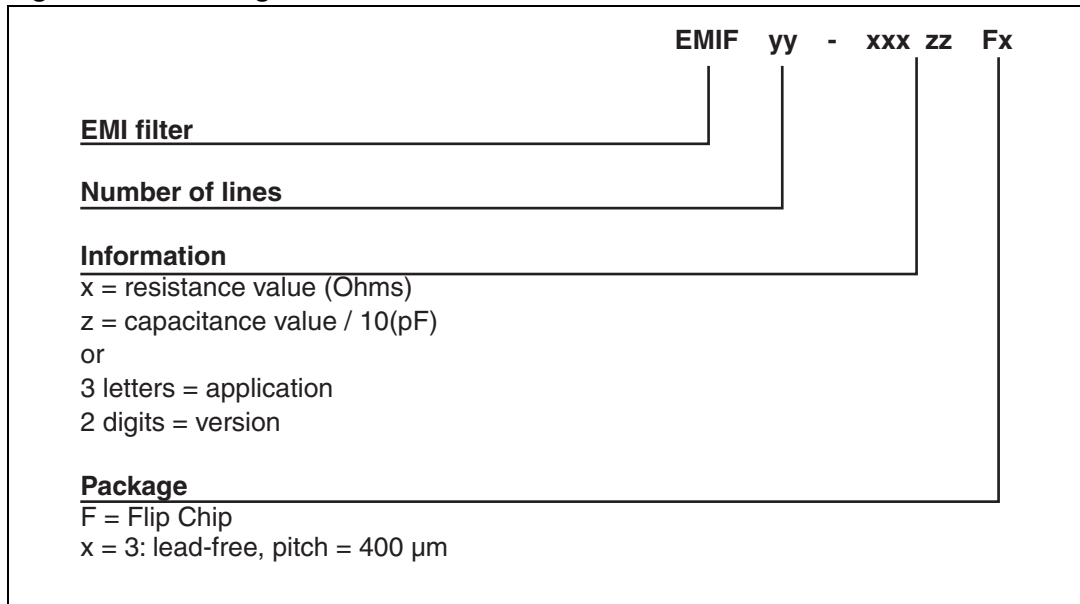 EMIF yy - xxx zz Fx
EMI filter
Number of lines
Information
x = resistance value (Ohms)
z = capacitance value / 10(pF)
or
3 letters = application
2 digits = version
Package
F = Flip Chip
x = 3: lead-free, pitch = 400 µm